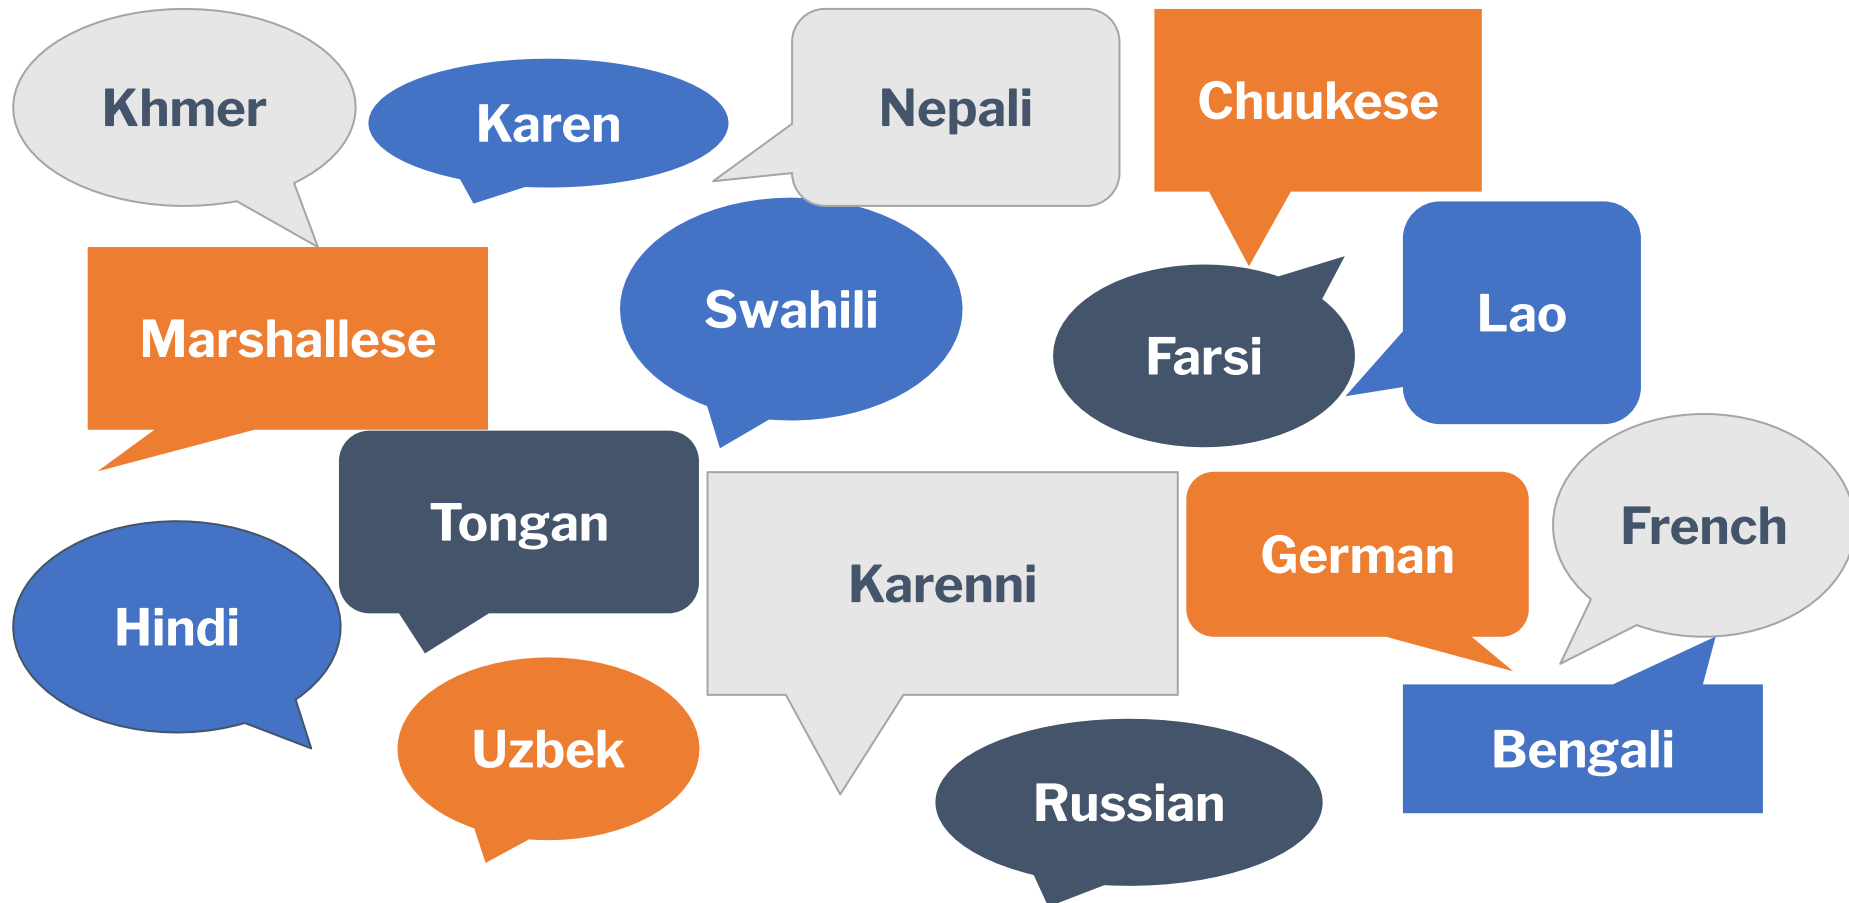 Khmer
Karen
Nepali
Chuukese
Marshallese
Swahili
Farsi
Lao
Tongan
Karenni
German
French
Hindi
Uzbek
Russian
Bengali